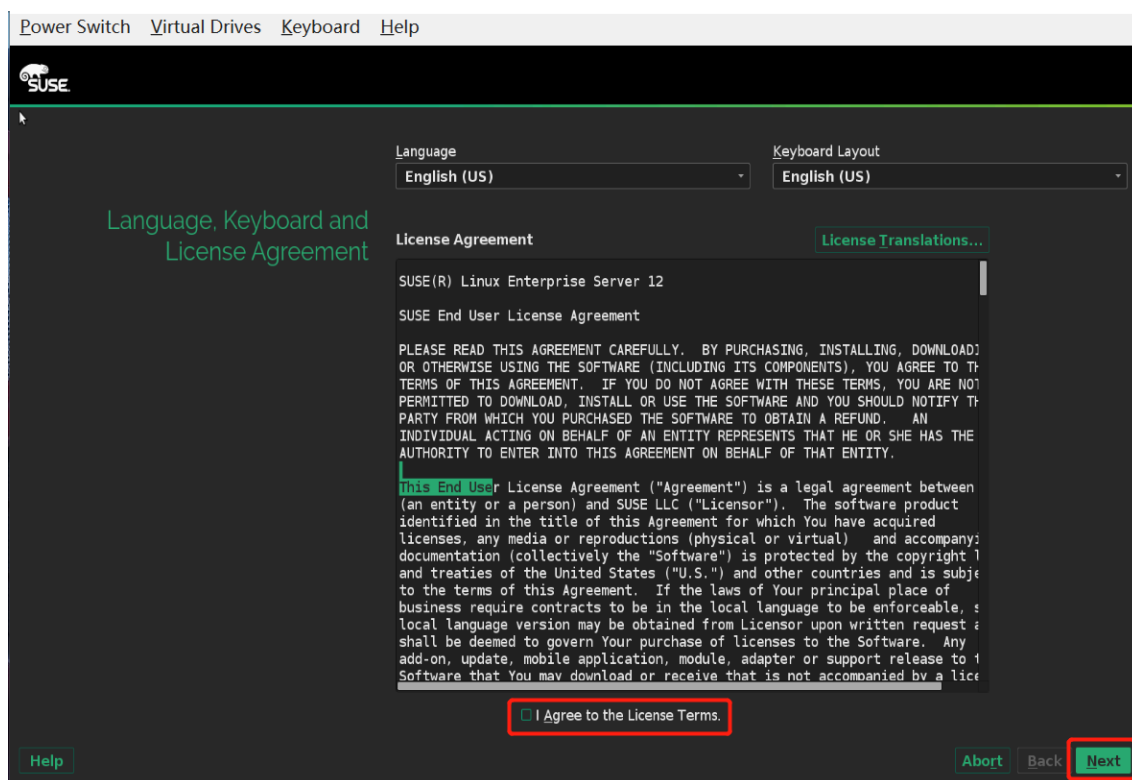 Power Switch Virtual Drives Keyboard Help
SUSE.
Language
Keyboard Layout
English (US)
English (US)
Language, Keyboard and
License Agreement
License Agreement
License Translations...
SUSE(R) Linux Enterprise Server 12
SUSE End User License Agreement
PLEASE READ THIS AGREEMENT CAREFULLY. BY PURCHASING, INSTALLING, DOWNLOADI
OR OTHERWISE USING THE SOFTWARE (INCLUDING ITS COMPONENTS), YOU AGREE TO TH
TERMS OF THIS AGREEMENT. IF YOU DO NOT AGREE WITH THESE TERMS, YOU ARE NOT
PERMITTED TO DOWNLOAD, INSTALL OR USE THE SOFTWARE AND YOU SHOULD NOTIFY TH
PARTY FROM WHICH YOU PURCHASED THE SOFTWARE TO OBTAIN A REFUND. AN
INDIVIDUAL ACTING ON BEHALF OF AN ENTITY REPRESENTS THAT HE OR SHE HAS THE
AUTHORITY TO ENTER INTO THIS AGREEMENT ON BEHALF OF THAT ENTITY.
This End User License Agreement ("Agreement") is a legal agreement between
(an entity or a person) and SUSE LLC ("Licensor"). The software product
identified in the title of this Agreement for which You have acquired
licenses, any media or reproductions (physical or virtual) and accompanyi
documentation (collectively the "Software") is protected by the copyright l
and treaties of the United States ("U.S.") and other countries and is subje
to the terms of this Agreement. If the laws of Your principal place of
business require contracts to be in the local language to be enforceable, s
local language version may be obtained from Licensor upon written request a
shall be deemed to govern Your purchase of licenses to the Software. Any
add-on, update, mobile application, module, adapter or support release to t
Software that You may download or receive that is not accompanied by a lice
I Agree to the License Terms.
Help
Abort
Back
Next